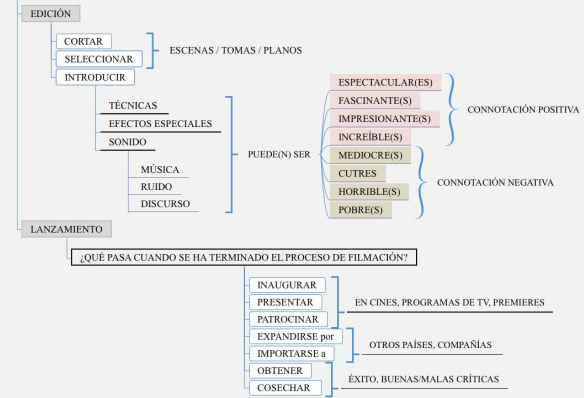 EDICIÓN
CORTAR
SELECCIONAR
ESCENAS / TOMAS / PLANOS
INTRODUCIR
TÉCNICAS
EFECTOS ESPECIALES
SONIDO
MÚSICA
RUIDO
DISCURSO
PUEDE(N) SER
ESPECTACULAR(ES)
FASCINANTE(S)
IMPRESIONANTE(S)
INCREÍBLE(S)
CONNOTACIÓN POSITIVA
MEDIOCRE(S)
CUTRES
HORRIBLE(S)
POBRE(S)
CONNOTACIÓN NEGATIVA
LANZAMIENTO
¿QUÉ PASA CUANDO SE HA TERMINADO EL PROCESO DE FILMACIÓN?
INAUGURAR
PRESENTAR
PATROCINAR
EN CINES, PROGRAMAS DE TV, PREMIERES
EXPANDIRSE por
IMPORTARSE a
OTROS PAÍSES, COMPAÑÍAS
OBTENER
COSECHAR
ÉXITO, BUENAS/MALAS CRÍTICAS